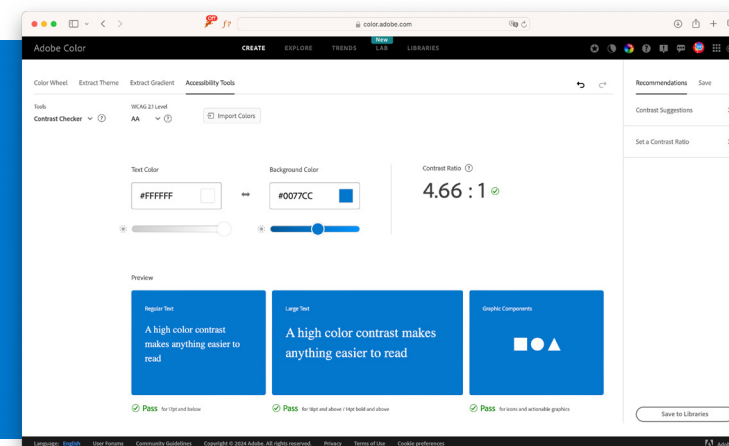 OFF
f?
color.adobe.com
Adobe Color
CREATE
EXPLORE
TRENDS
New
LAB
LIBRARIES
Color Wheel
Extract Theme
Extract Gradient
Accessibility Tools
Recommendations
Save
Tools
Contrast Checker
WCAG 2.1 Level
AA
Import Colors
Contrast Suggestions
Set a Contrast Ratio
Text Color
#FFFFFF
Background Color
#0077CC
Contrast Ratio
4.66 : 1
Preview
Regular Text
A high color contrast
makes anything easier to
read
Large Text
A high color contrast makes
anything easier to read
Graphic Components
Pass for 17pt and below
Pass for 18pt and above / 14pt bold and above
Pass for icons and actionable graphics
Save to Libraries
Language: English User Forums Community Guidelines Copyright © 2024 Adobe. All rights reserved. Privacy Terms of Use Cookie preferences